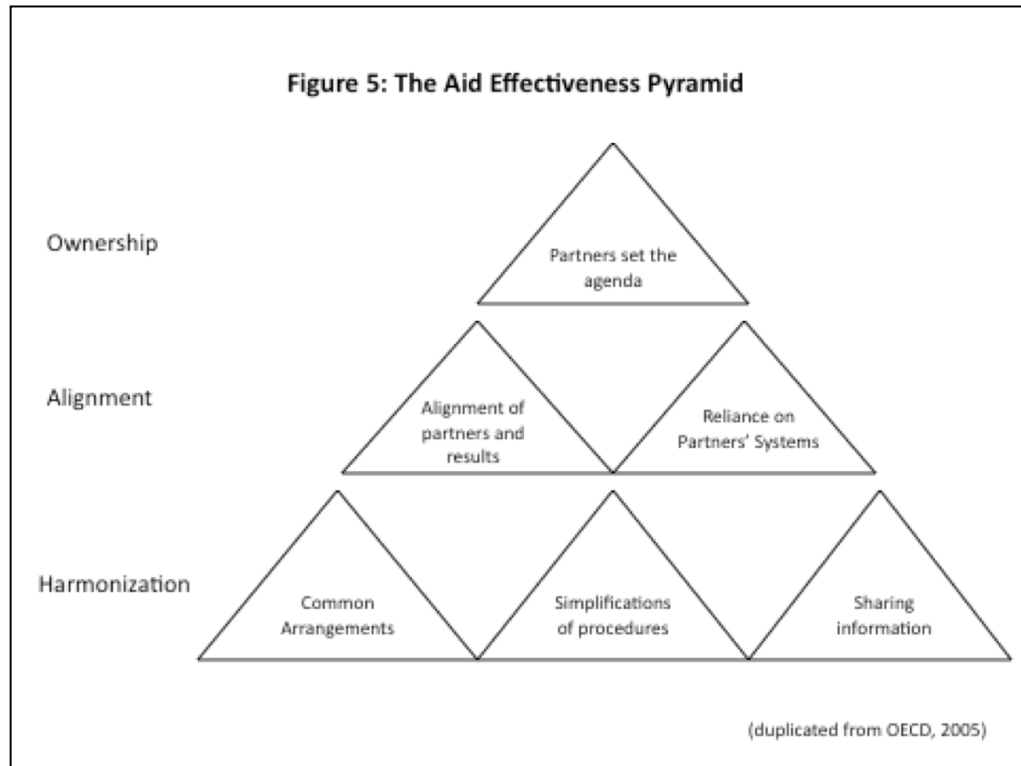 Figure 5: The Aid Effectiveness Pyramid
Ownership
Partners set the
agenda
Alignment
Alignment of
partners and
results
Reliance on
Partners' Systems
Harmonization
Common
Arrangements
Simplifications
of procedures
Sharing
information
(duplicated from OECD, 2005)